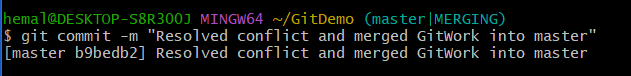 hemal@DESKTOP-S8R3OOJ MINGW64 ~/GitDemo (master|MERGING)
$ git commit -m "Resolved conflict and merged GitWork into master"
[master b9bedb2] Resolved conflict and merged GitWork into master